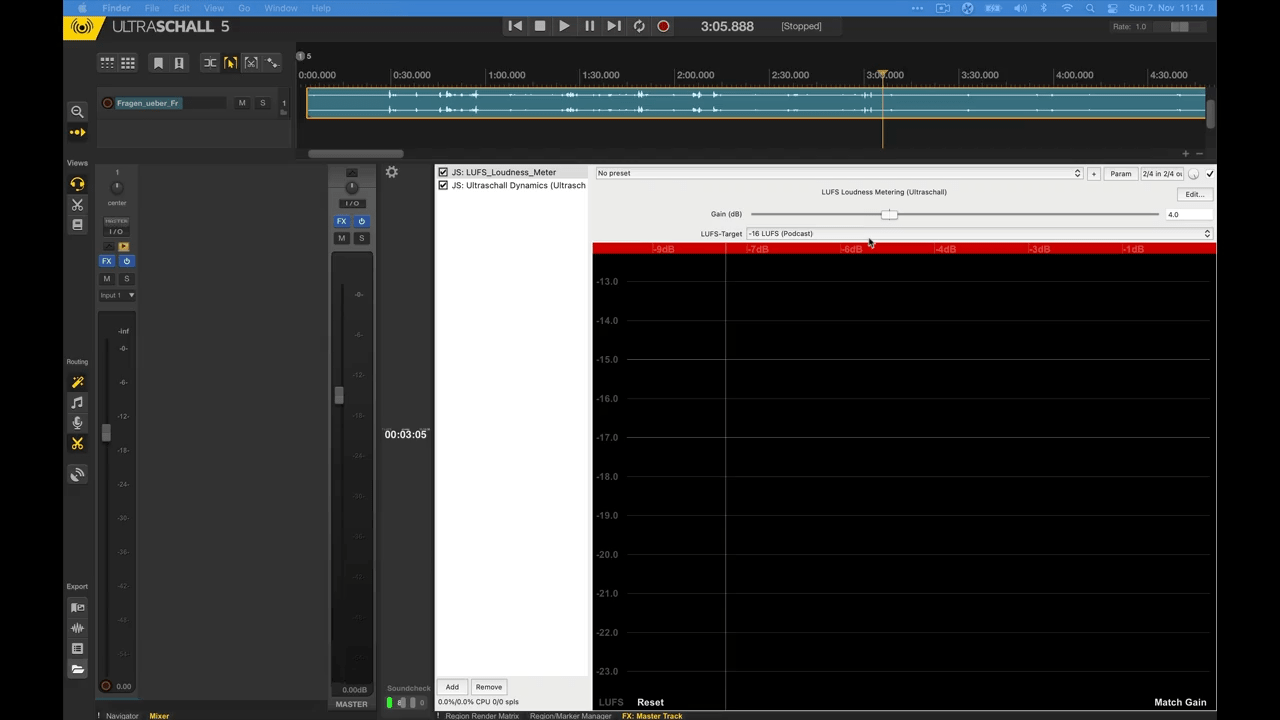 Finder File Edit View Go Window Help Sun 7. Nov 11:14
ULTRASCHALL 5 3:05.888 [Stopped] Rate: 1.0
1 5
0:00.000 0:30.000 1:00.000 1:30.000 2:00.000 2:30.000 3:00.000 3:30.000 4:00.000 4:30.000
Fragen_ueber_Fr M S 1
Views
1
center
I/O
FX
M S
Input 1
-inf
-0-
-6-
-12-
-18-
-24-
-30-
-36-
-42-
-54-
0.00
I/O
FX
M S
-0-
-6-
-12-
-18-
-24-
-30-
-36-
-42-
-54-
0.00dB
MASTER
Routing
Export
00:03:05
Soundcheck
0
JS: LUFS_Loudness_Meter
JS: Ultraschall Dynamics (Ultrasch
Add Remove
0.0%/0.0% CPU 0/0 spls
No preset + Param 2/4 in 2/4 ou
LUFS Loudness Metering (Ultraschall)
Edit...
Gain (dB) 4.0
LUFS-Target -16 LUFS (Podcast)
-9dB -7dB -6dB -4dB -3dB -1dB
-13.0
-14.0
-15.0
-16.0
-17.0
-18.0
-19.0
-20.0
-21.0
-22.0
-23.0
LUFS Reset Match Gain
Navigator Mixer Region Render Matrix Region/Marker Manager FX: Master Track